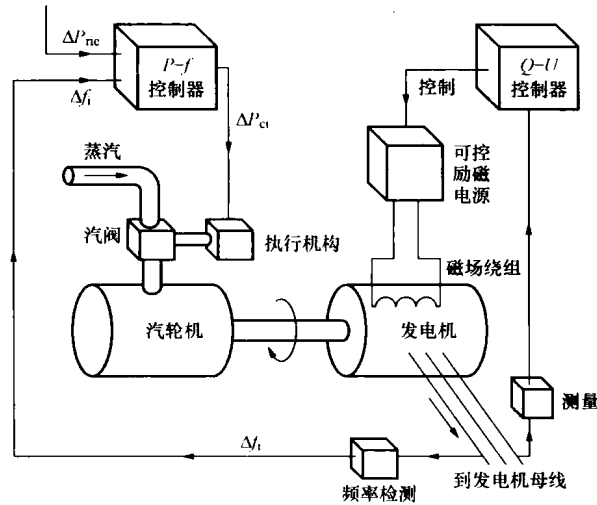 ΔP_tie
P-f
控制器
Δf_i
ΔP_ci
控制
Q-U
控制器
蒸汽
可控
励磁
电源
汽阀
执行机构
磁场绕组
汽轮机
发电机
测量
Δf_i
频率检测
到发电机母线